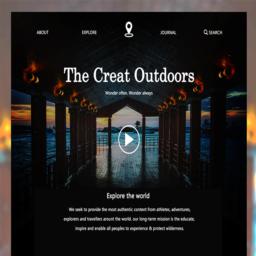 ABOUT
EXPLORE
JOURNAL
SEARCH
The Creat Outdoors
Wonder often, Wonder always
Explore the world
We seek to provide the most authentic content from athletes, adventures,
explorers and travellers arount the world. our long-term mission is the educate,
inspire and enable all peoples to experience & protect wilderness.